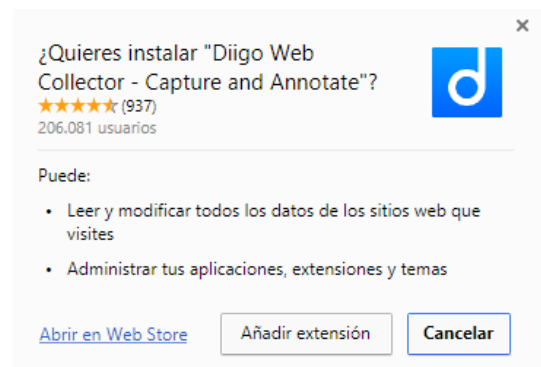 ¿Quieres instalar "Diigo Web
Collector - Capture and Annotate"?
(937)
206.081 usuarios
Puede:
• Leer y modificar todos los datos de los sitios web que
visites
• Administrar tus aplicaciones, extensiones y temas
Abrir en Web Store
Añadir extensión
Cancelar